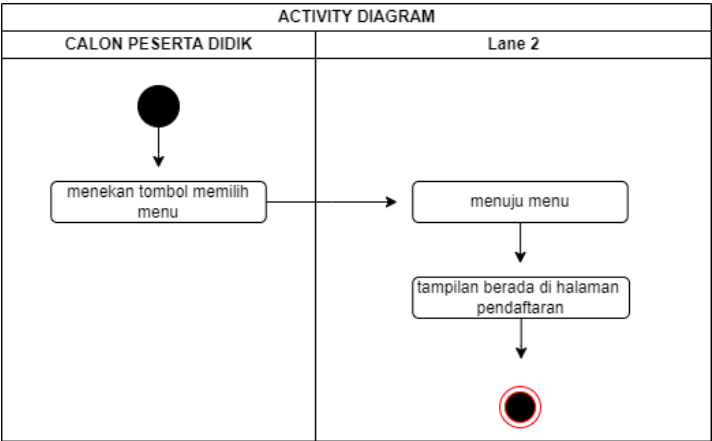 ACTIVITY DIAGRAM
CALON PESERTA DIDIK
Lane 2
menekan tombol memilih
menu
menuju menu
tampilan berada di halaman
pendaftaran